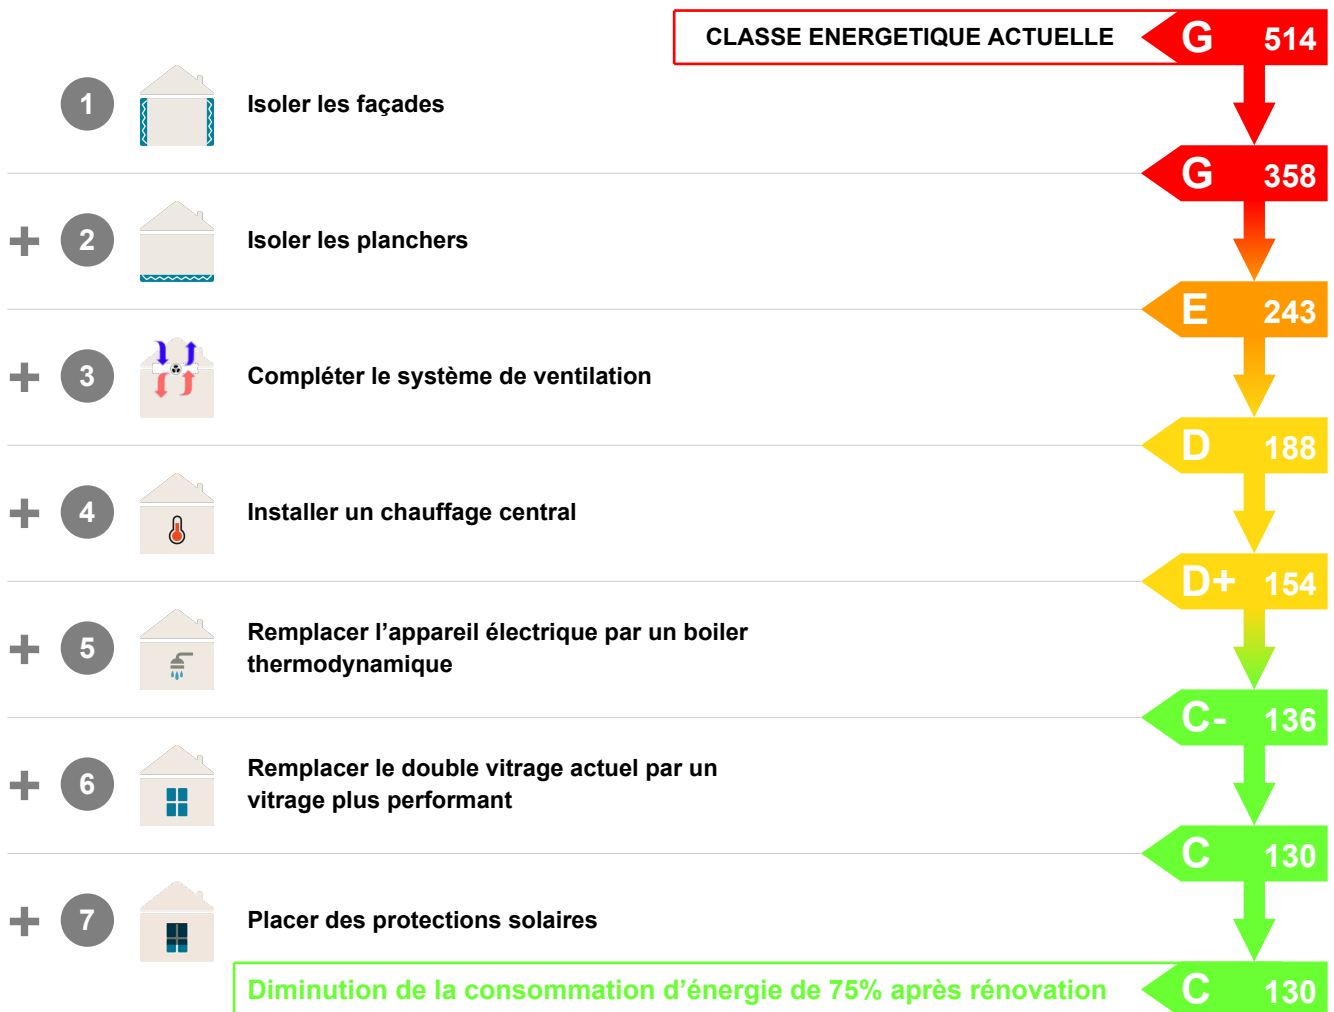 CLASSE ENERGETIQUE ACTUELLE G 514
1 Isoler les façades
G 358
+ 2 Isoler les planchers
E 243
+ 3 Compléter le système de ventilation
D 188
+ 4 Installer un chauffage central
D+ 154
+ 5 Remplacer l’appareil électrique par un boiler
thermodynamique
C- 136
+ 6 Remplacer le double vitrage actuel par un
vitrage plus performant
C 130
+ 7 Placer des protections solaires
Diminution de la consommation d’énergie de 75% après rénovation C 130